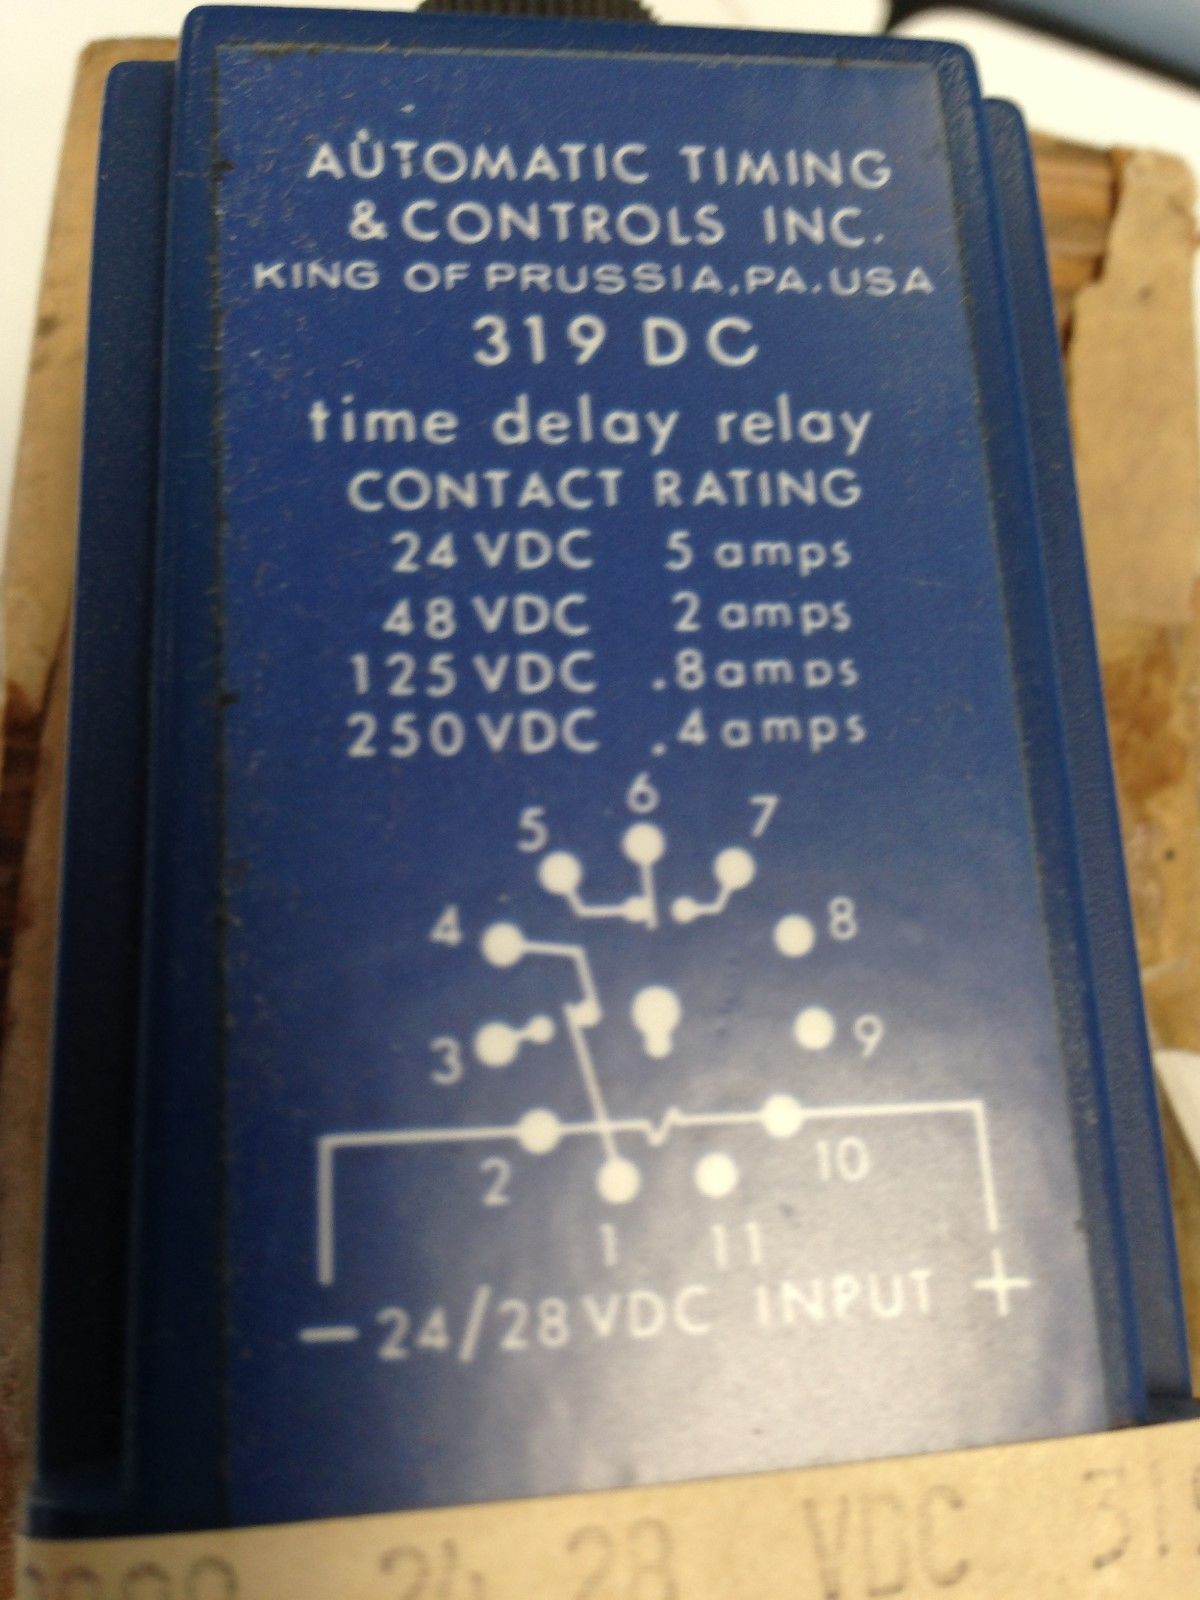 AUTOMATIC TIMING
& CONTROLS INC.
KING OF PRUSSIA, PA. USA
319 DC
time delay relay
CONTACT RATING
24 VDC 5 amps
48 VDC 2 amps
125 VDC .8 amps
250 VDC .4 amps
6
5 7
4 8
3 9
2 10
1 11
- 24/28 VDC INPUT +
24 28 VDC